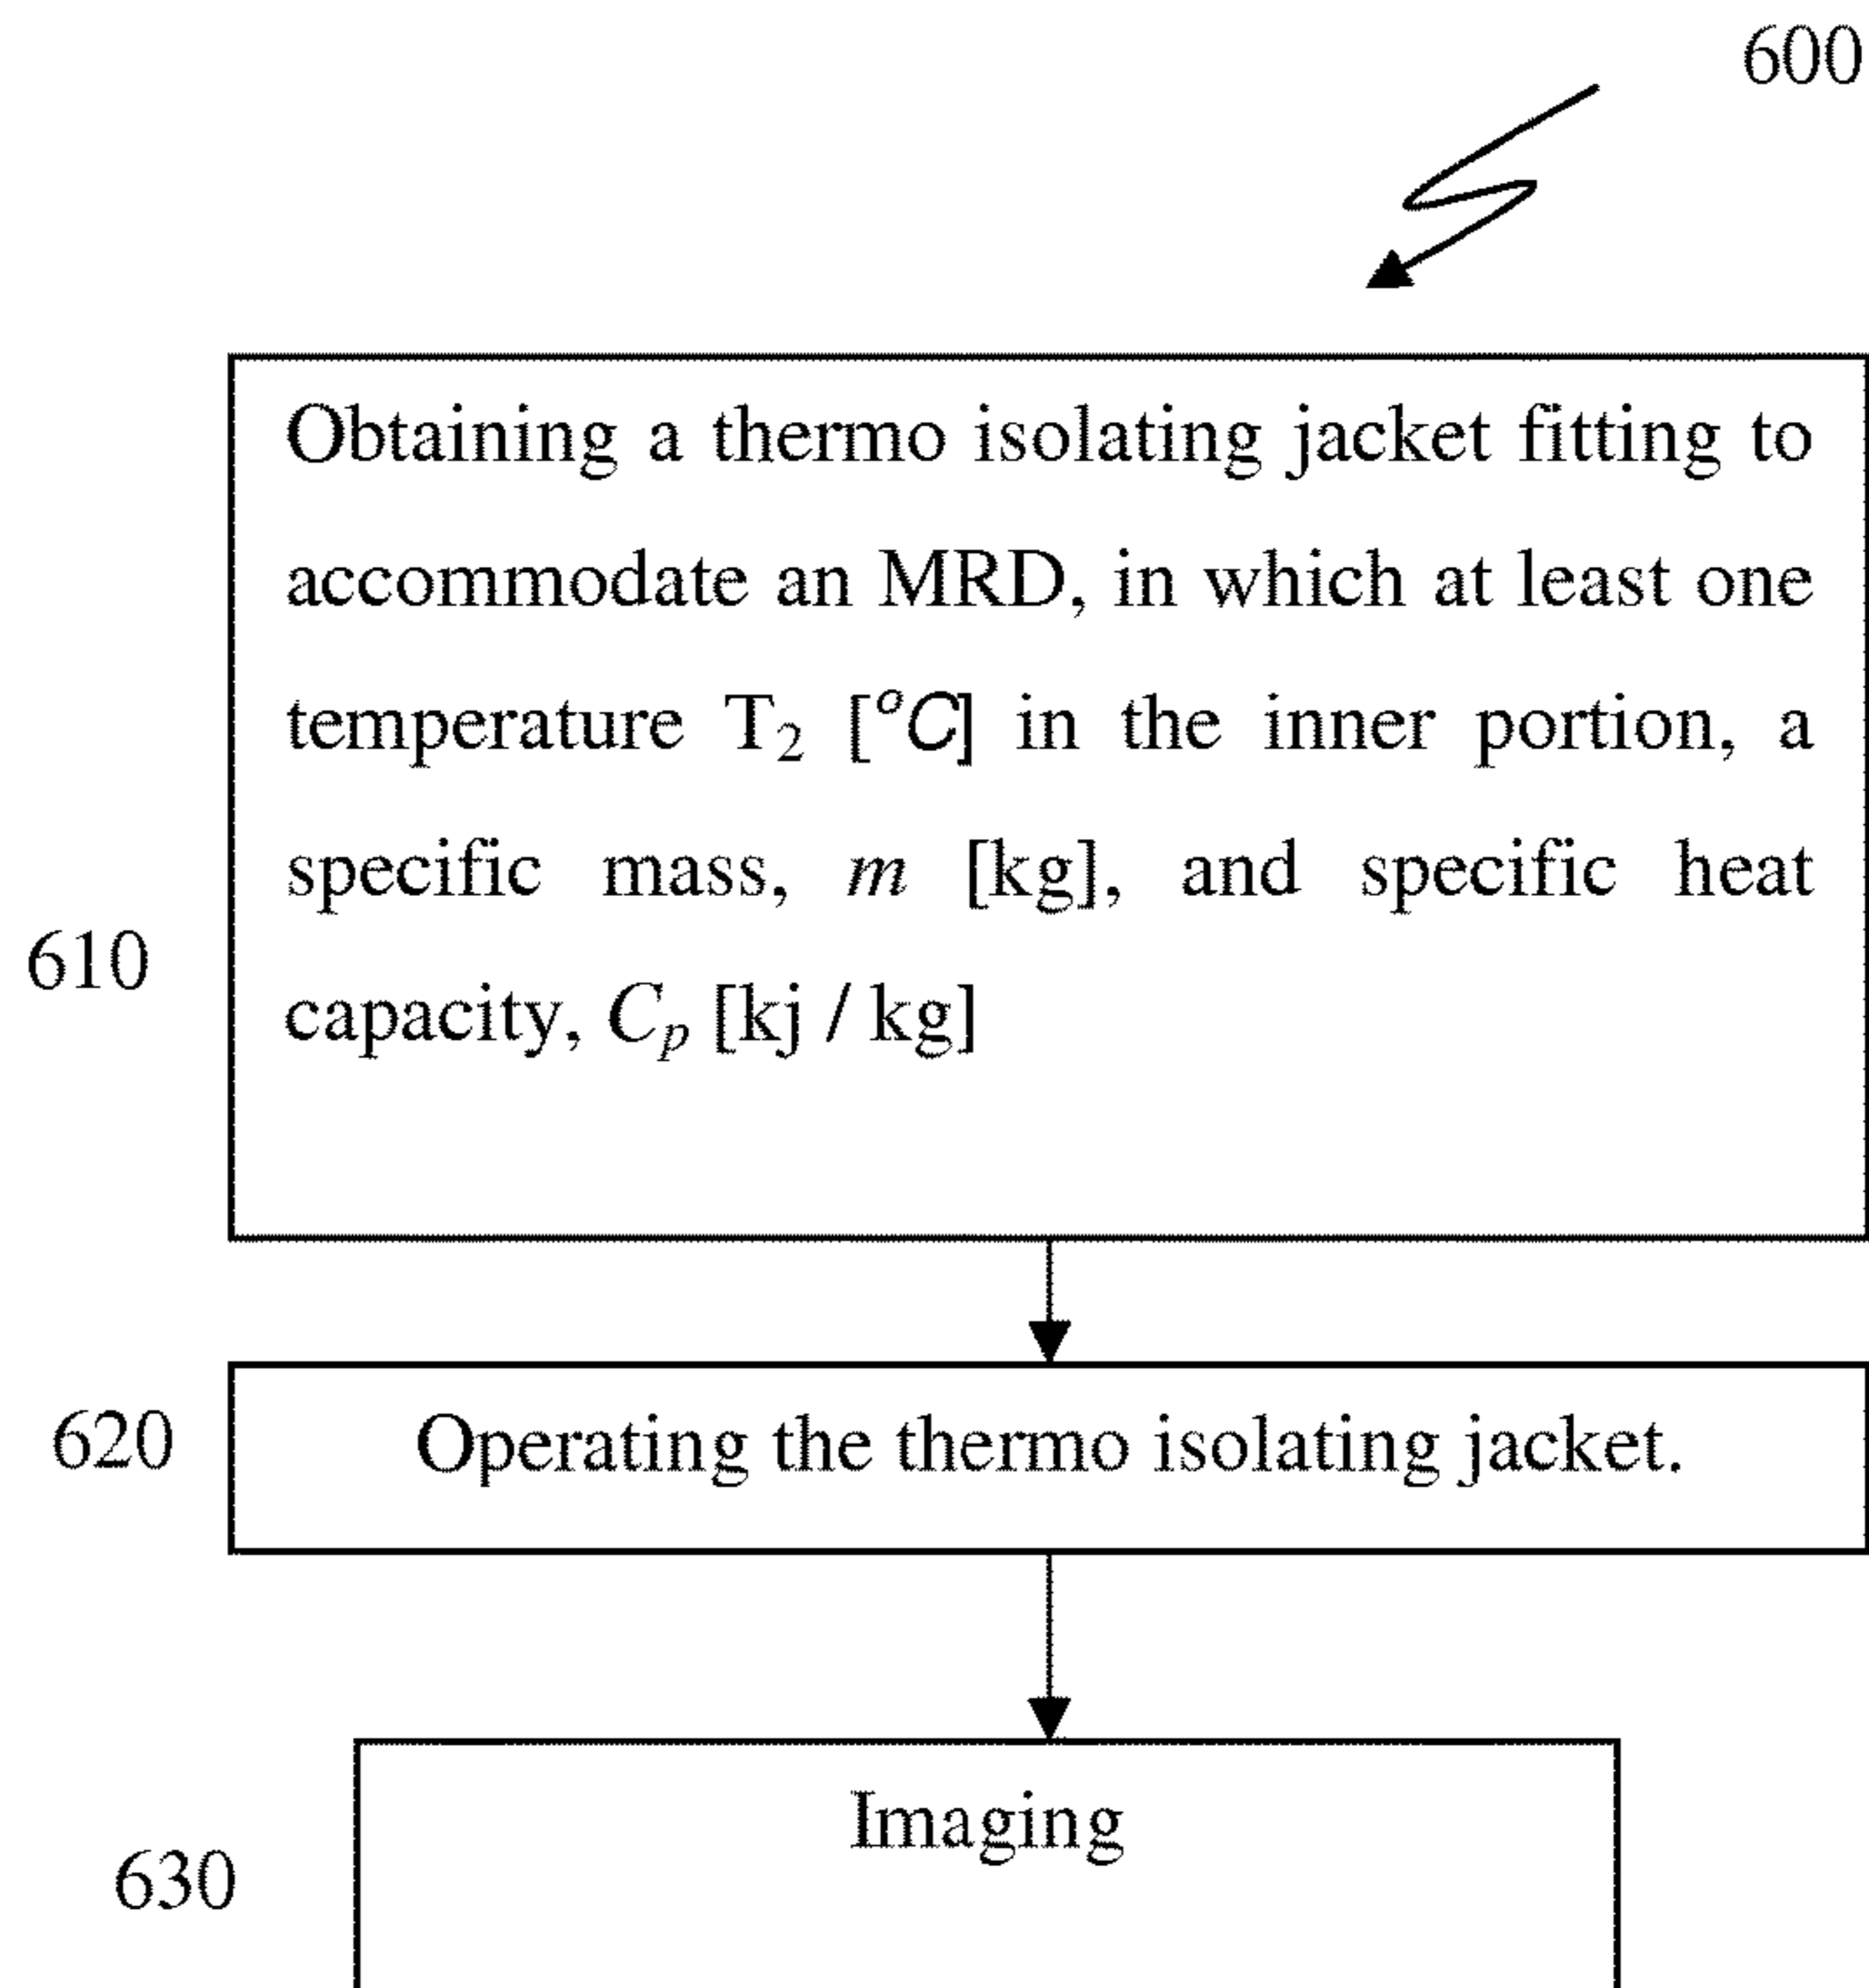 600
Obtaining a thermo isolating jacket fitting to
accommodate an MRD, in which at least one
temperature T₂ [°C] in the inner portion, a
specific mass, m [kg], and specific heat
610
capacity, Cₚ [kj / kg]
620
Operating the thermo isolating jacket.
Imaging
630